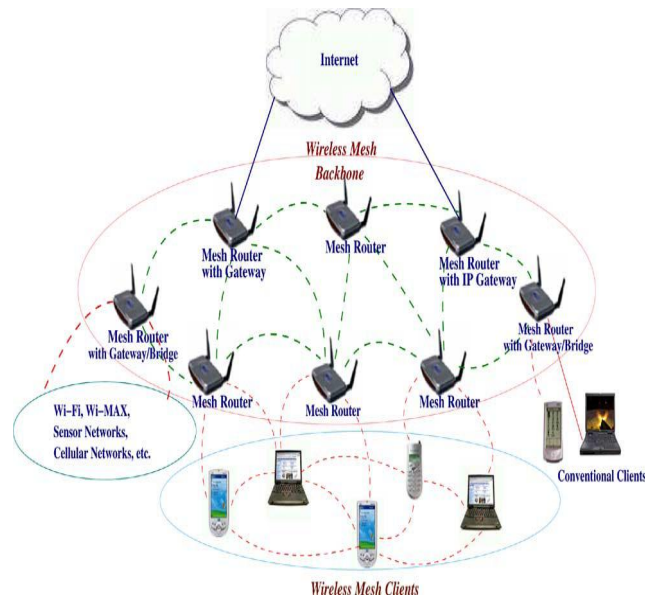 Internet
Wireless Mesh
Backbone
Mesh Router
with Gateway
Mesh Router
Mesh Router
with IP Gateway
Mesh Router
with Gateway/Bridge
Mesh Router
with Gateway/Bridge
Mesh Router
Mesh Router
Mesh Router
Wi-Fi, Wi-MAX,
Sensor Networks,
Cellular Networks, etc.
Conventional Clients
Wireless Mesh Clients